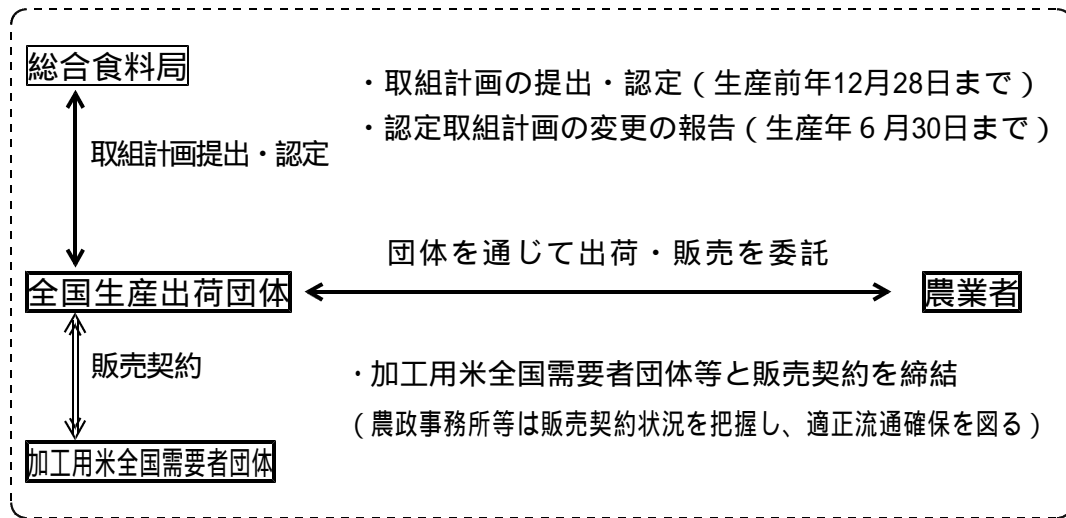 総合食料局
・取組計画の提出・認定(生産前年12月28日まで)
・認定取組計画の変更の報告(生産年6月30日まで)
取組計画提出・認定
団体を通じて出荷・販売を委託
全国生産出荷団体
農業者
販売契約
・加工用米全国需要者団体等と販売契約を締結
(農政事務所等は販売契約状況を把握し、適正流通確保を図る)
加工用米全国需要者団体